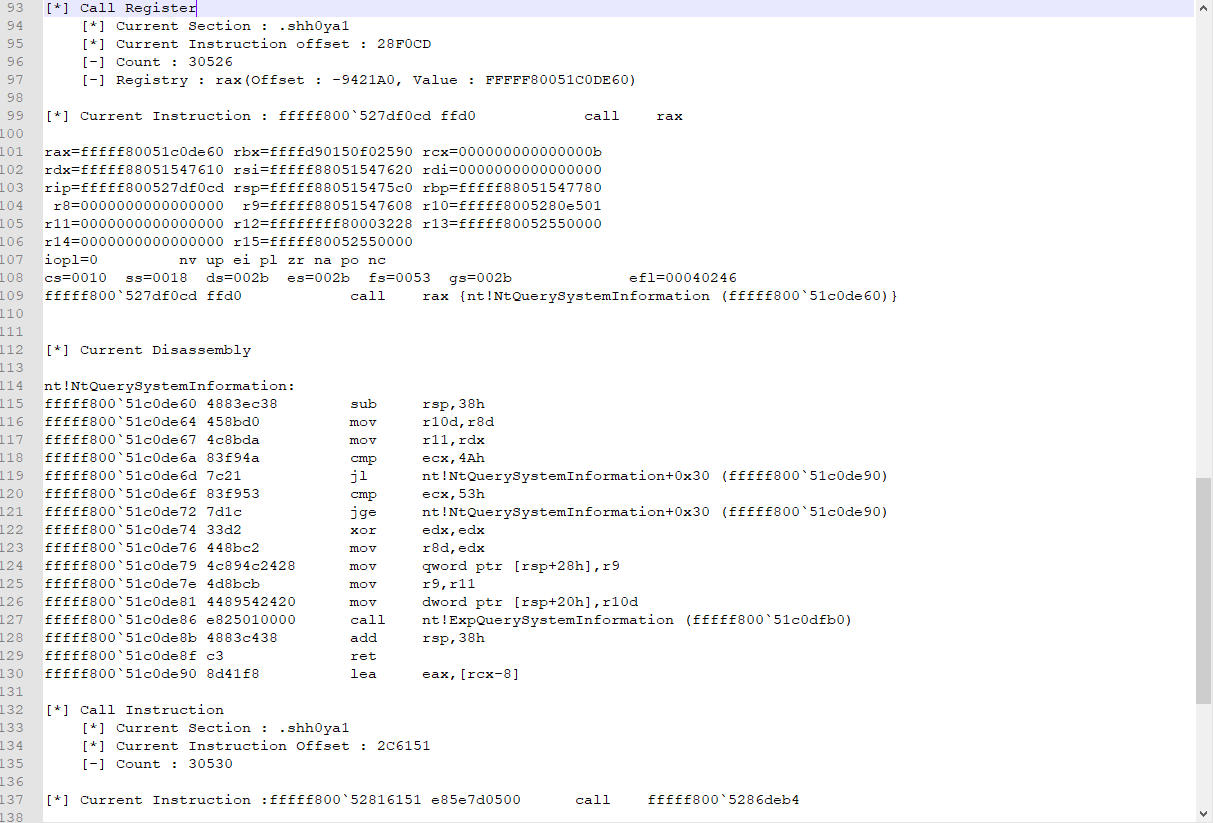 93 [*] Call Register
94     [*] Current Section : .shh0ya1
95     [*] Current Instruction offset : 28F0CD
96     [-] Count : 30526
97     [-] Registry : rax(Offset : -9421A0, Value : FFFFF80051C0DE60)
98
99 [*] Current Instruction : fffff800`527df0cd ffd0            call    rax
100
101 rax=fffff80051c0de60 rbx=ffffd90150f02590 rcx=000000000000000b
102 rdx=fffff88051547610 rsi=fffff88051547620 rdi=0000000000000000
103 rip=fffff800527df0cd rsp=fffff880515475c0 rbp=fffff88051547780
104  r8=0000000000000000  r9=fffff88051547608 r10=fffff8005280e501
105 r11=0000000000000000 r12=ffffffff80003228 r13=fffff80052550000
106 r14=0000000000000000 r15=fffff80052550000
107 iopl=0         nv up ei pl zr na po nc
108 cs=0010  ss=0018  ds=002b  es=002b  fs=0053  gs=002b             efl=00040246
109 fffff800`527df0cd ffd0            call    rax {nt!NtQuerySystemInformation (fffff800`51c0de60)}
110
111
112 [*] Current Disassembly
113
114 nt!NtQuerySystemInformation:
115 fffff800`51c0de60 4883ec38        sub     rsp,38h
116 fffff800`51c0de64 458bd0          mov     r10d,r8d
117 fffff800`51c0de67 4c8bda          mov     r11,rdx
118 fffff800`51c0de6a 83f94a          cmp     ecx,4Ah
119 fffff800`51c0de6d 7c21            jl      nt!NtQuerySystemInformation+0x30 (fffff800`51c0de90)
120 fffff800`51c0de6f 83f953          cmp     ecx,53h
121 fffff800`51c0de72 7d1c            jge     nt!NtQuerySystemInformation+0x30 (fffff800`51c0de90)
122 fffff800`51c0de74 33d2            xor     edx,edx
123 fffff800`51c0de76 448bc2          mov     r8d,edx
124 fffff800`51c0de79 4c894c2428      mov     qword ptr [rsp+28h],r9
125 fffff800`51c0de7e 4d8bcb          mov     r9,r11
126 fffff800`51c0de81 4489542420      mov     dword ptr [rsp+20h],r10d
127 fffff800`51c0de86 e825010000      call    nt!ExpQuerySystemInformation (fffff800`51c0dfb0)
128 fffff800`51c0de8b 4883c438        add     rsp,38h
129 fffff800`51c0de8f c3              ret
130 fffff800`51c0de90 8d41f8          lea     eax,[rcx-8]
131
132 [*] Call Instruction
133     [*] Current Section : .shh0ya1
134     [*] Current Instruction Offset : 2C6151
135     [-] Count : 30530
136
137 [*] Current Instruction :fffff800`52816151 e85e7d0500      call    fffff800`5286deb4
138